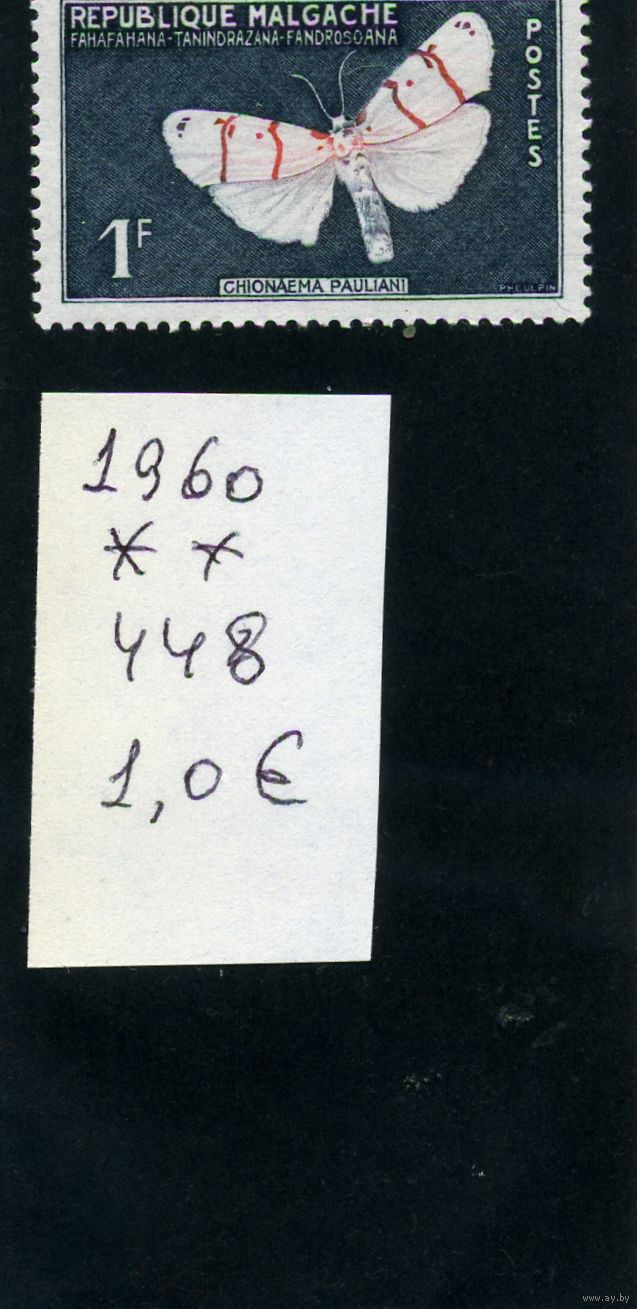 REPUBLIQUE MALGACHE
FAHAFAHANA-TANINDRAZANA-FANDROSOANA
POSTES
1F
CHIONAEMA PAULIANI
PHEULPIN
1960
* *
448
1,0 €
www.ay.by